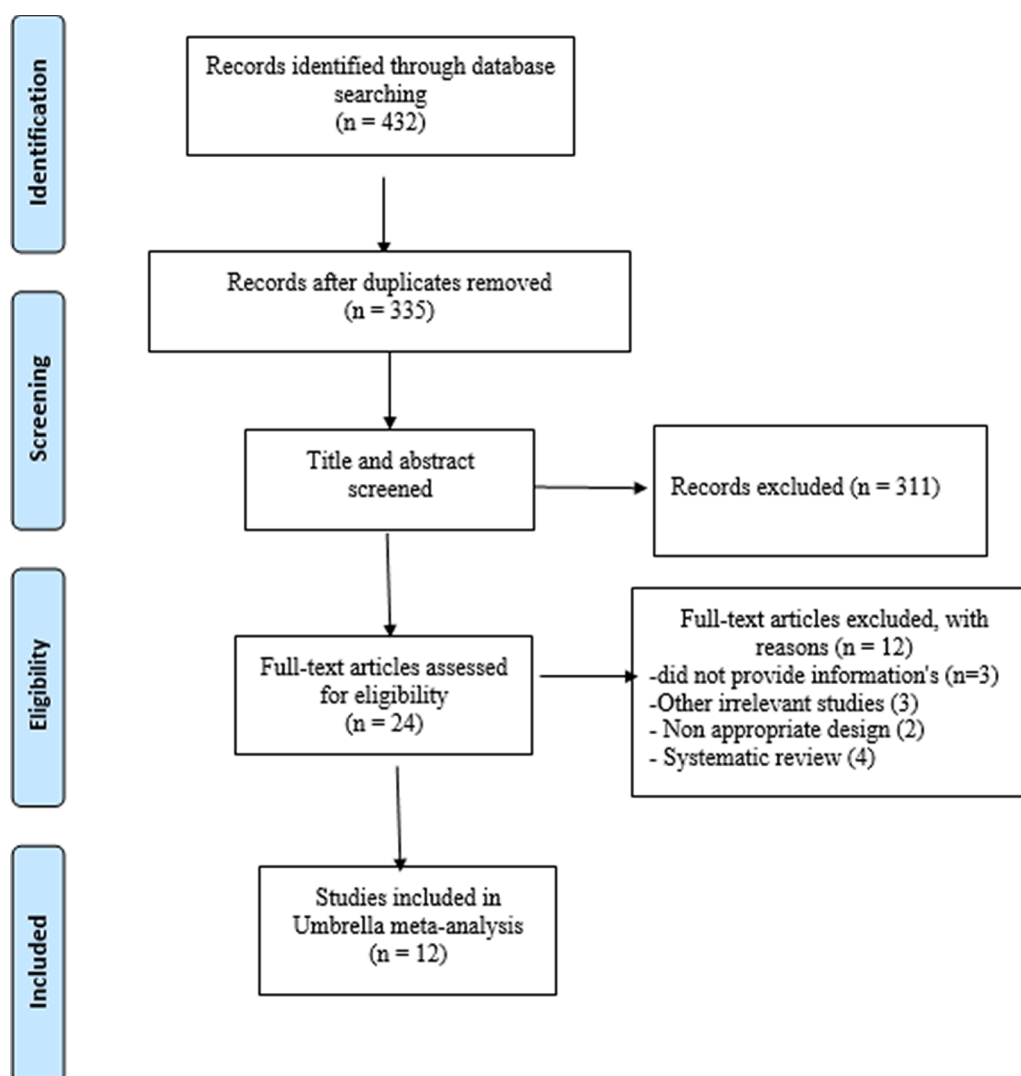 Identification
Records identified through database
searching
(n = 432)
Records after duplicates removed
(n = 335)
Screening
Title and abstract
screened
Records excluded (n = 311)
Eligibility
Full-text articles assessed
for eligibility
(n = 24)
Full-text articles excluded, with
reasons (n = 12)
-did not provide information's (n=3)
-Other irrelevant studies (3)
- Non appropriate design (2)
- Systematic review (4)
Included
Studies included in
Umbrella meta-analysis
(n = 12)